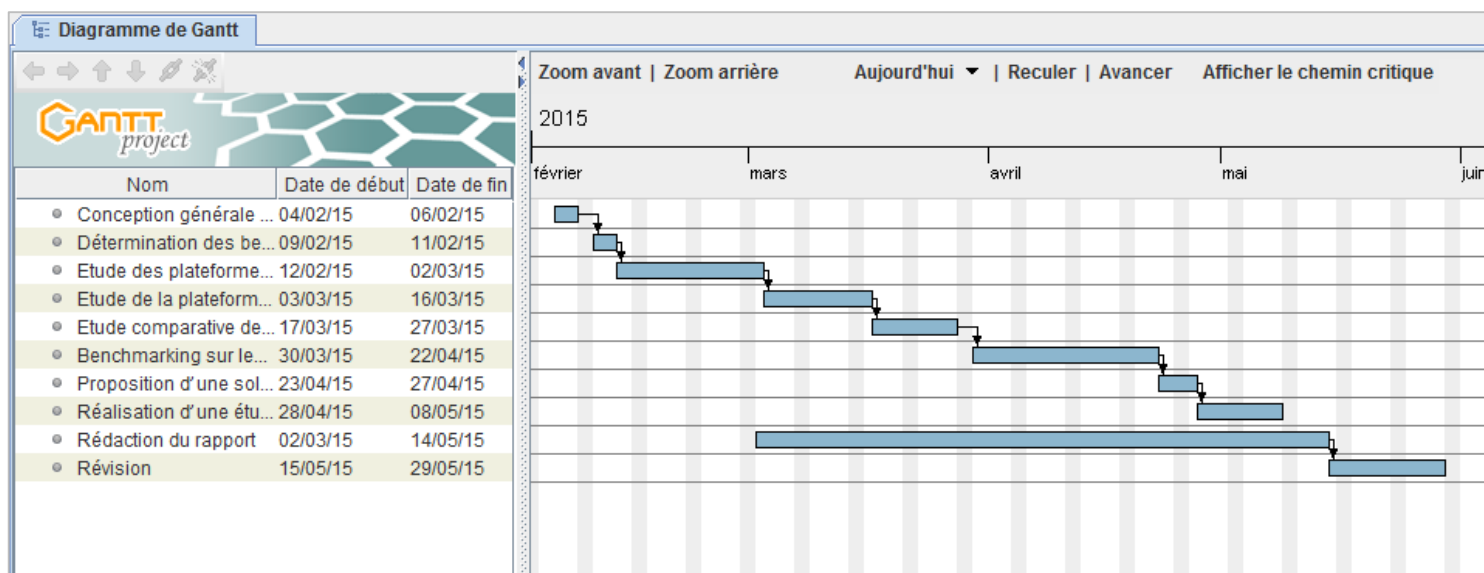 Diagramme de Gantt
Zoom avant | Zoom arrière Aujourd'hui | Reculer | Avancer Afficher le chemin critique
GANTT
project
2015
février mars avril mai juin
Nom Date de début Date de fin
Conception générale ... 04/02/15 06/02/15
Détermination des be... 09/02/15 11/02/15
Etude des plateforme... 12/02/15 02/03/15
Etude de la plateform... 03/03/15 16/03/15
Etude comparative de... 17/03/15 27/03/15
Benchmarking sur le... 30/03/15 22/04/15
Proposition d'une sol... 23/04/15 27/04/15
Réalisation d'une étu... 28/04/15 08/05/15
Rédaction du rapport 02/03/15 14/05/15
Révision 15/05/15 29/05/15